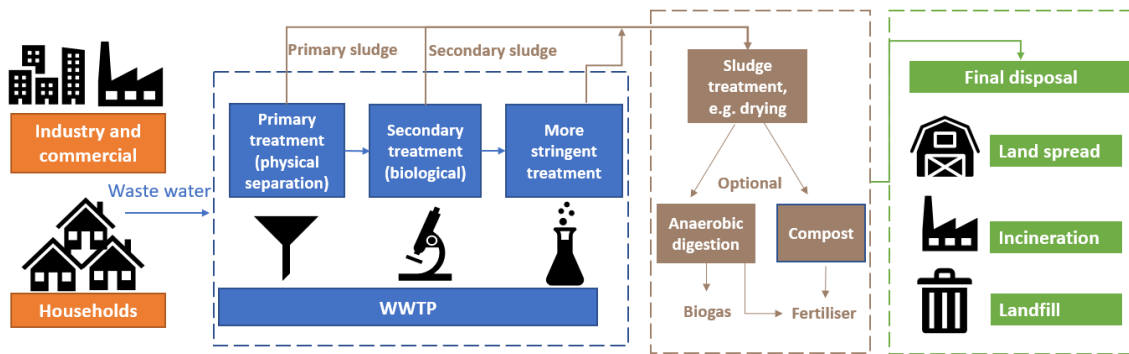 Industry and
commercial
Waste water
Households
Primary sludge
Secondary sludge
Primary
treatment
(physical
separation)
Secondary
treatment
(biological)
More
stringent
treatment
WWTP
Sludge
treatment,
e.g. drying
Optional
Anaerobic
digestion
Compost
Biogas
Fertiliser
Final disposal
Land spread
Incineration
Landfill